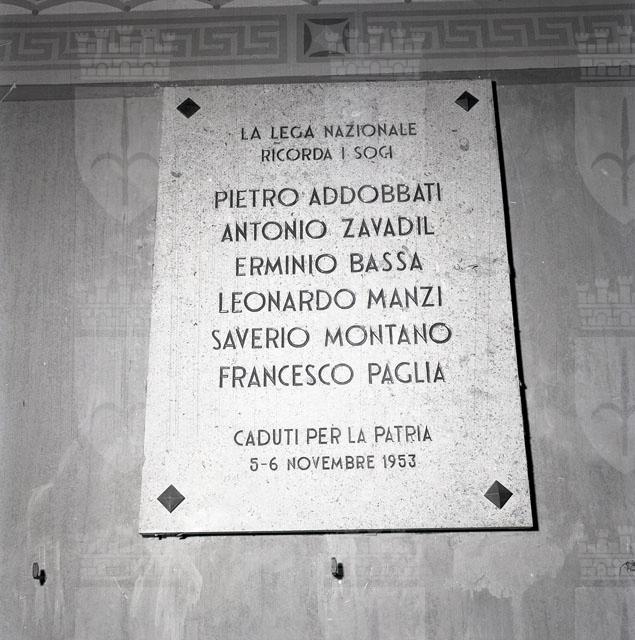 LA LEGA NAZIONALE
RICORDA I SOCI
PIETRO ADDOBBATI
ANTONIO ZAVADIL
ERMINIO BASSA
LEONARDO MANZI
SAVERIO MONTANO
FRANCESCO PAGLIA
CADUTI PER LA PATRIA
5-6 NOVEMBRE 1953